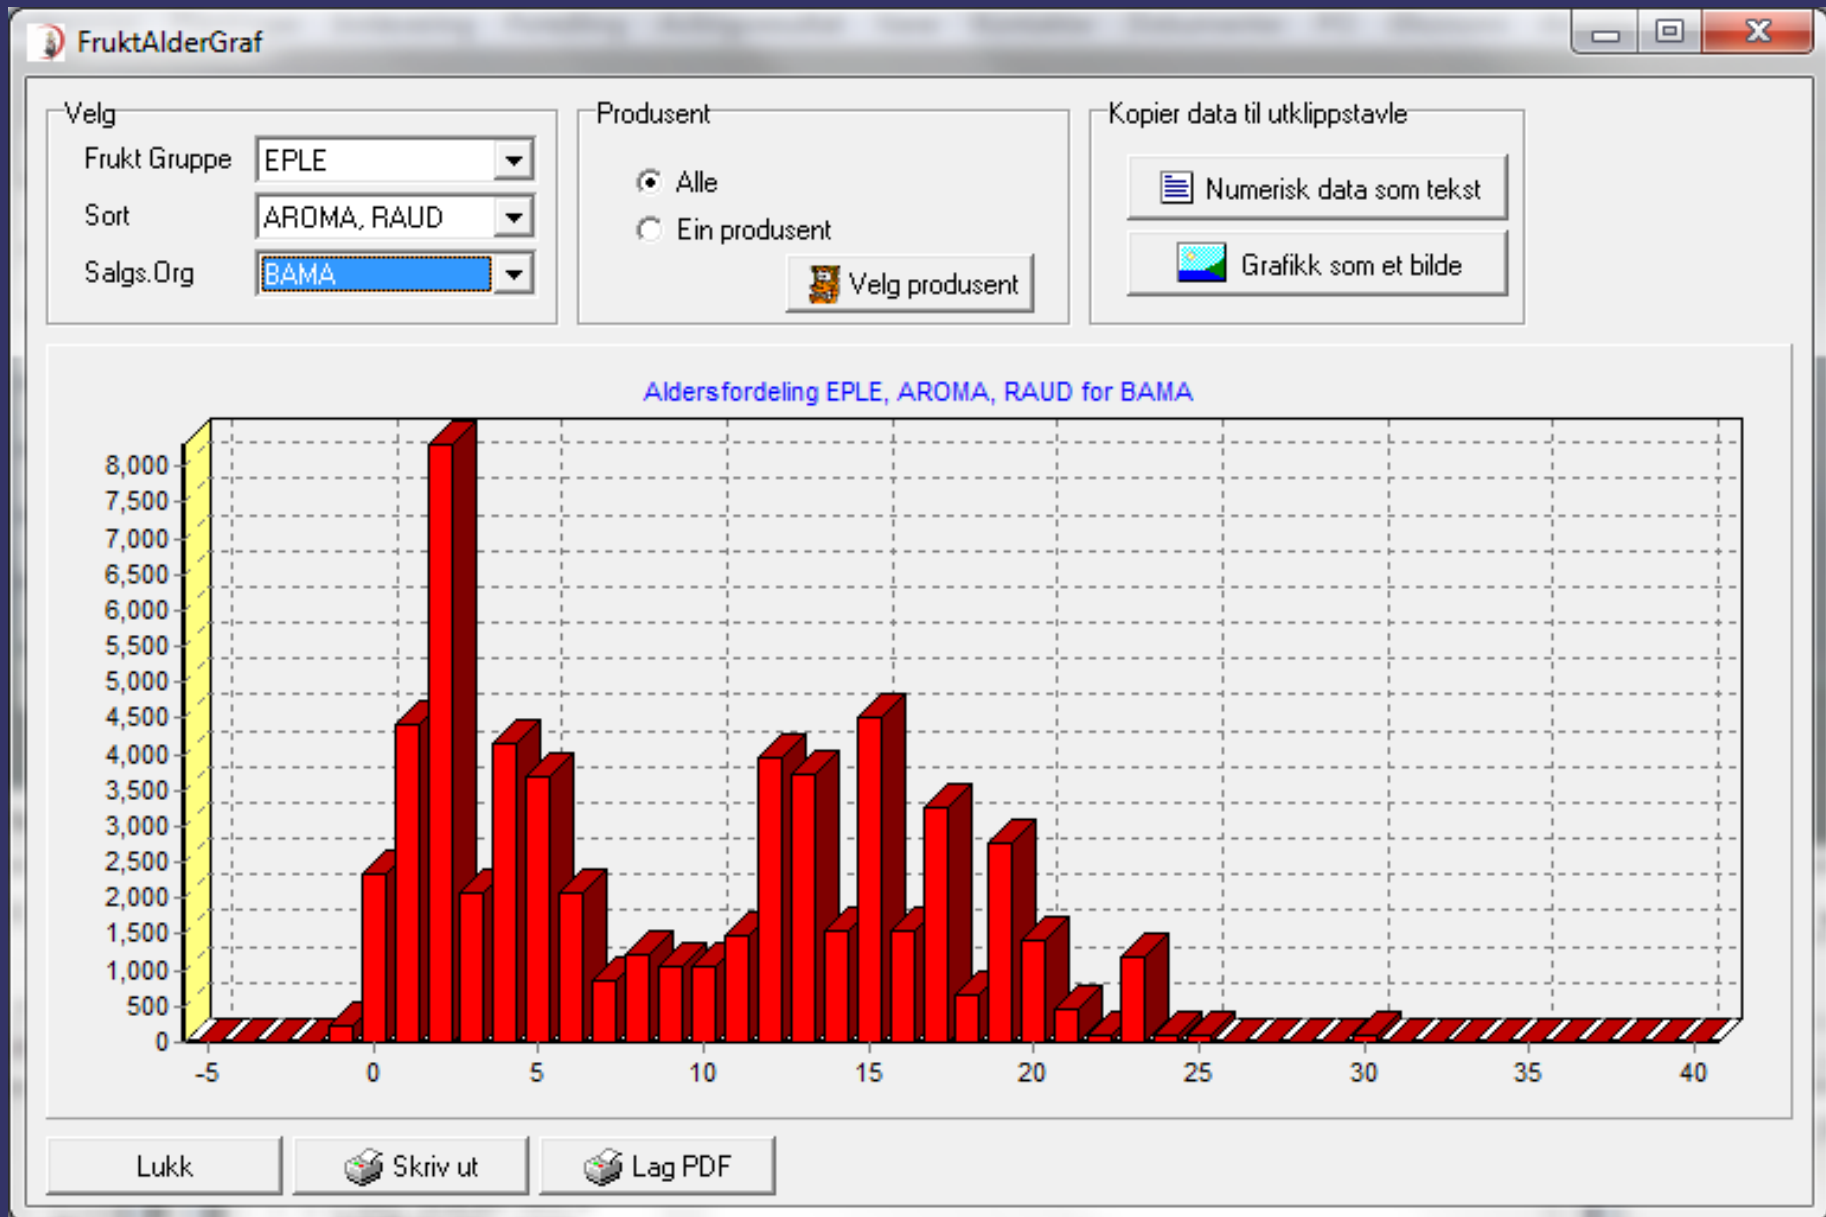 FruktAlderGraf
Velg
Frukt Gruppe EPLE
Sort AROMA, RAUD
Salgs.Org BAMA
Produsent
Alle
Ein produsent
Velg produsent
Kopier data til utklippstavle
Numerisk data som tekst
Grafikk som et bilde
Aldersfordeling EPLE, AROMA, RAUD for BAMA
8,000
7,500
7,000
6,500
6,000
5,500
5,000
4,500
4,000
3,500
3,000
2,500
2,000
1,500
1,000
500
0
-5 0 5 10 15 20 25 30 35 40
Lukk Skriv ut Lag PDF